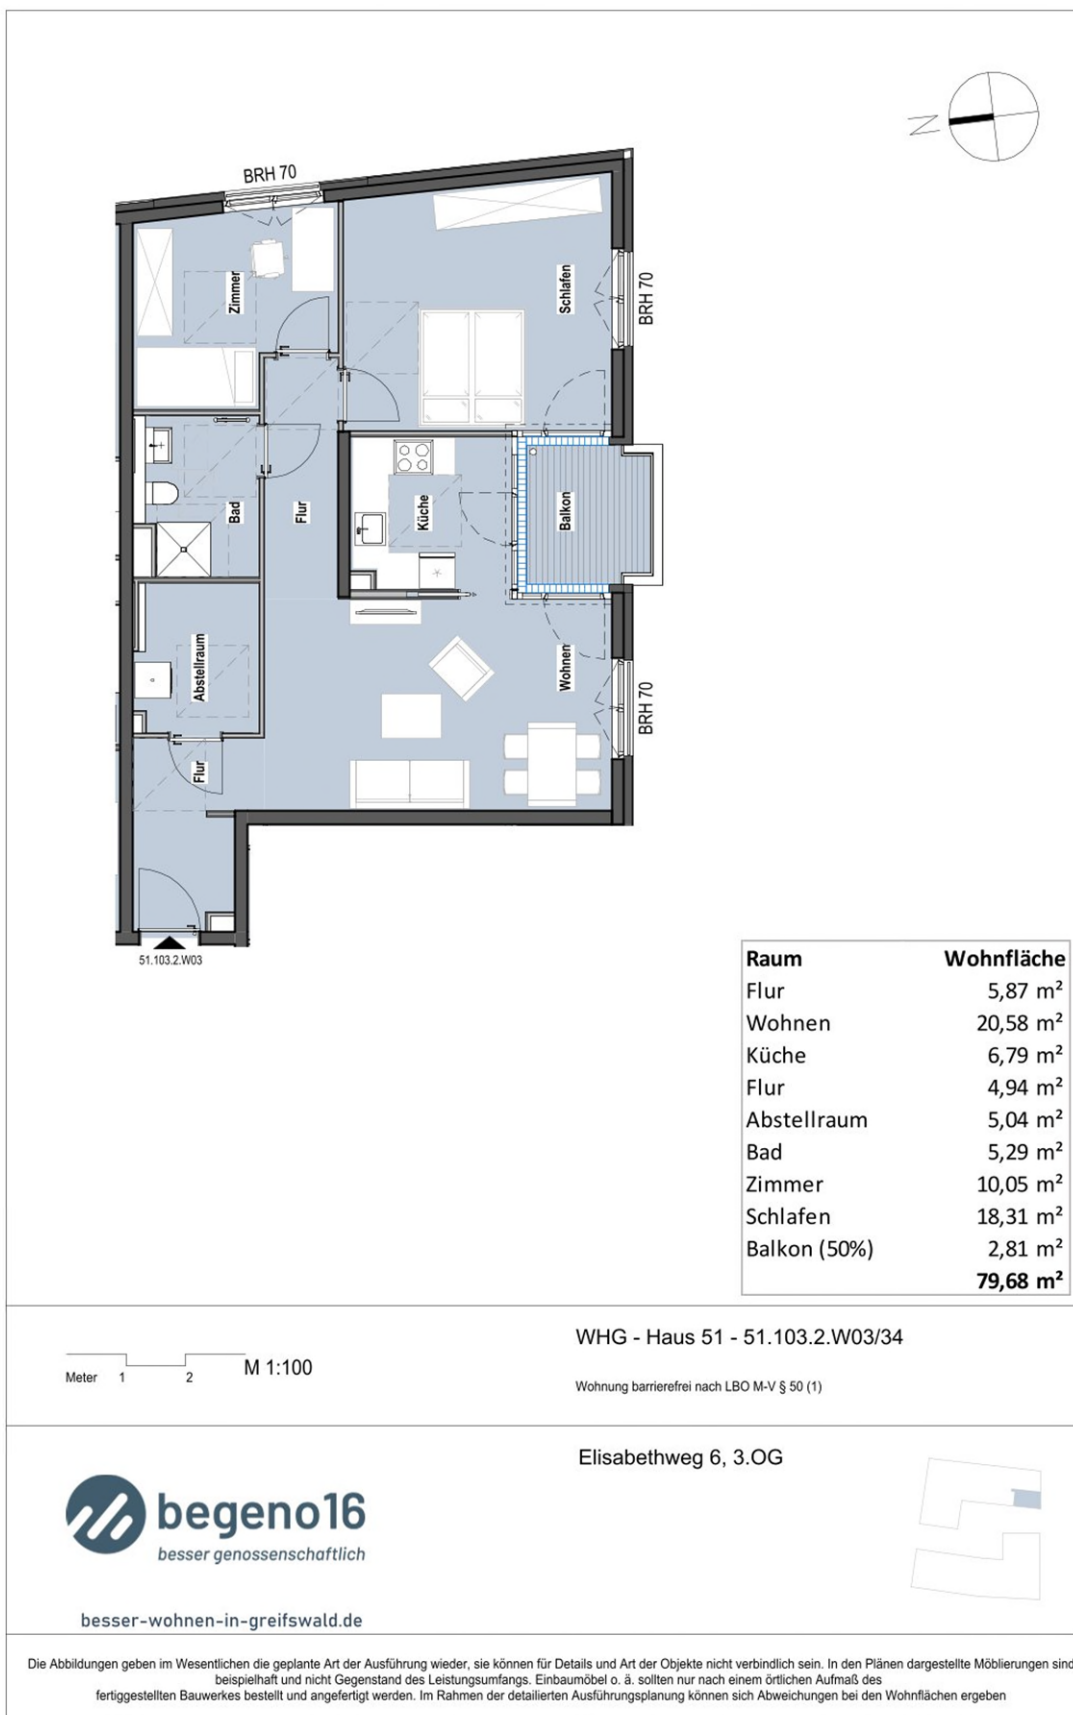 N
BRH 70
Zimmer
Schlafen
BRH 70
Bad
Flur
Küche
Balkon
Abstellraum
Wohnen
BRH 70
Flur
51.103.2.W03
Raum Wohnfläche
Flur 5,87 m²
Wohnen 20,58 m²
Küche 6,79 m²
Flur 4,94 m²
Abstellraum 5,04 m²
Bad 5,29 m²
Zimmer 10,05 m²
Schlafen 18,31 m²
Balkon (50%) 2,81 m²
79,68 m²
Meter 1 2 M 1:100
WHG - Haus 51 - 51.103.2.W03/34
Wohnung barrierefrei nach LBO M-V § 50 (1)
Elisabethweg 6, 3.OG
begeno16
besser genossenschaftlich
besser-wohnen-in-greifswald.de
Die Abbildungen geben im Wesentlichen die geplante Art der Ausführung wieder, sie können für Details und Art der Objekte nicht verbindlich sein. In den Plänen dargestellte Möblierungen sind
beispielhaft und nicht Gegenstand des Leistungsumfangs. Einbaumöbel o. ä. sollten nur nach einem örtlichen Aufmaß des
fertiggestellten Bauwerkes bestellt und angefertigt werden. Im Rahmen der detailierten Ausführungsplanung können sich Abweichungen bei den Wohnflächen ergeben